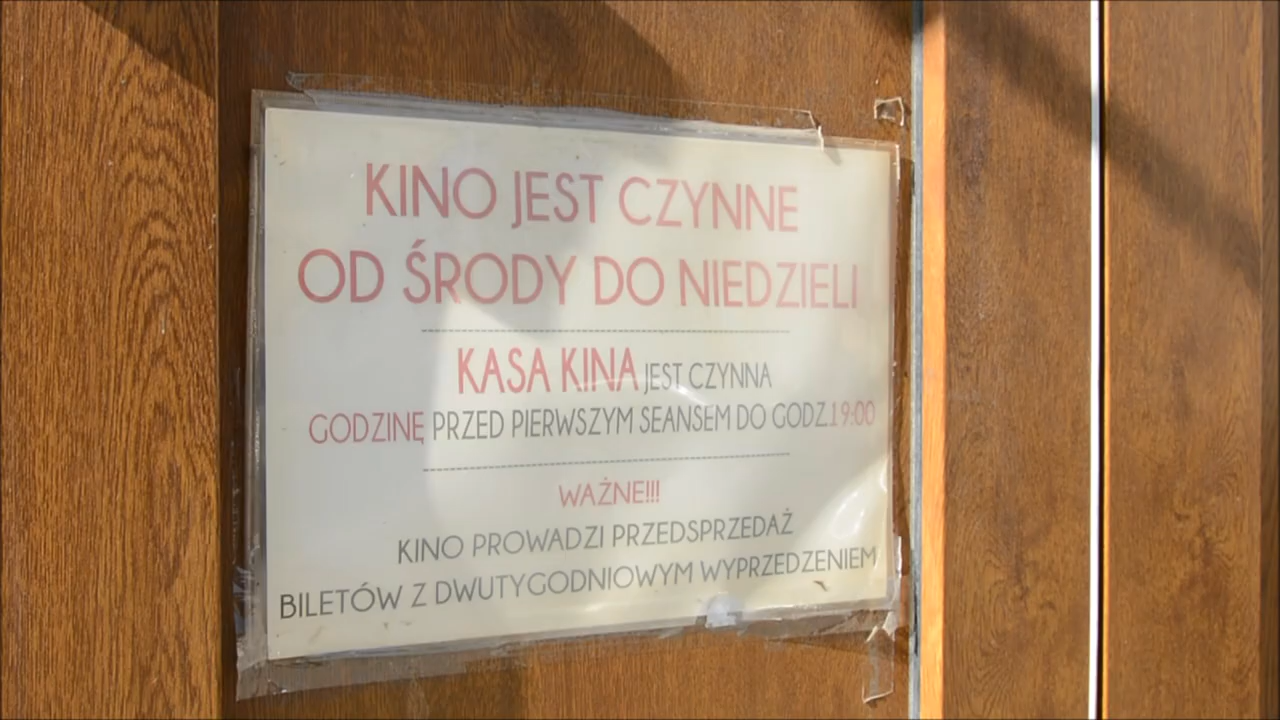 KINO JEST CZYNNE
OD ŚRODY DO NIEDZIELI
KASA KINA JEST CZYNNA
GODZINĘ PRZED PIERWSZYM SEANSEM DO GODZ.19:00
WAŻNE!!!
KINO PROWADZI PRZEDSPRZEDAŻ
BILETÓW Z DWUTYGODNIOWYM WYPRZEDZENIEM